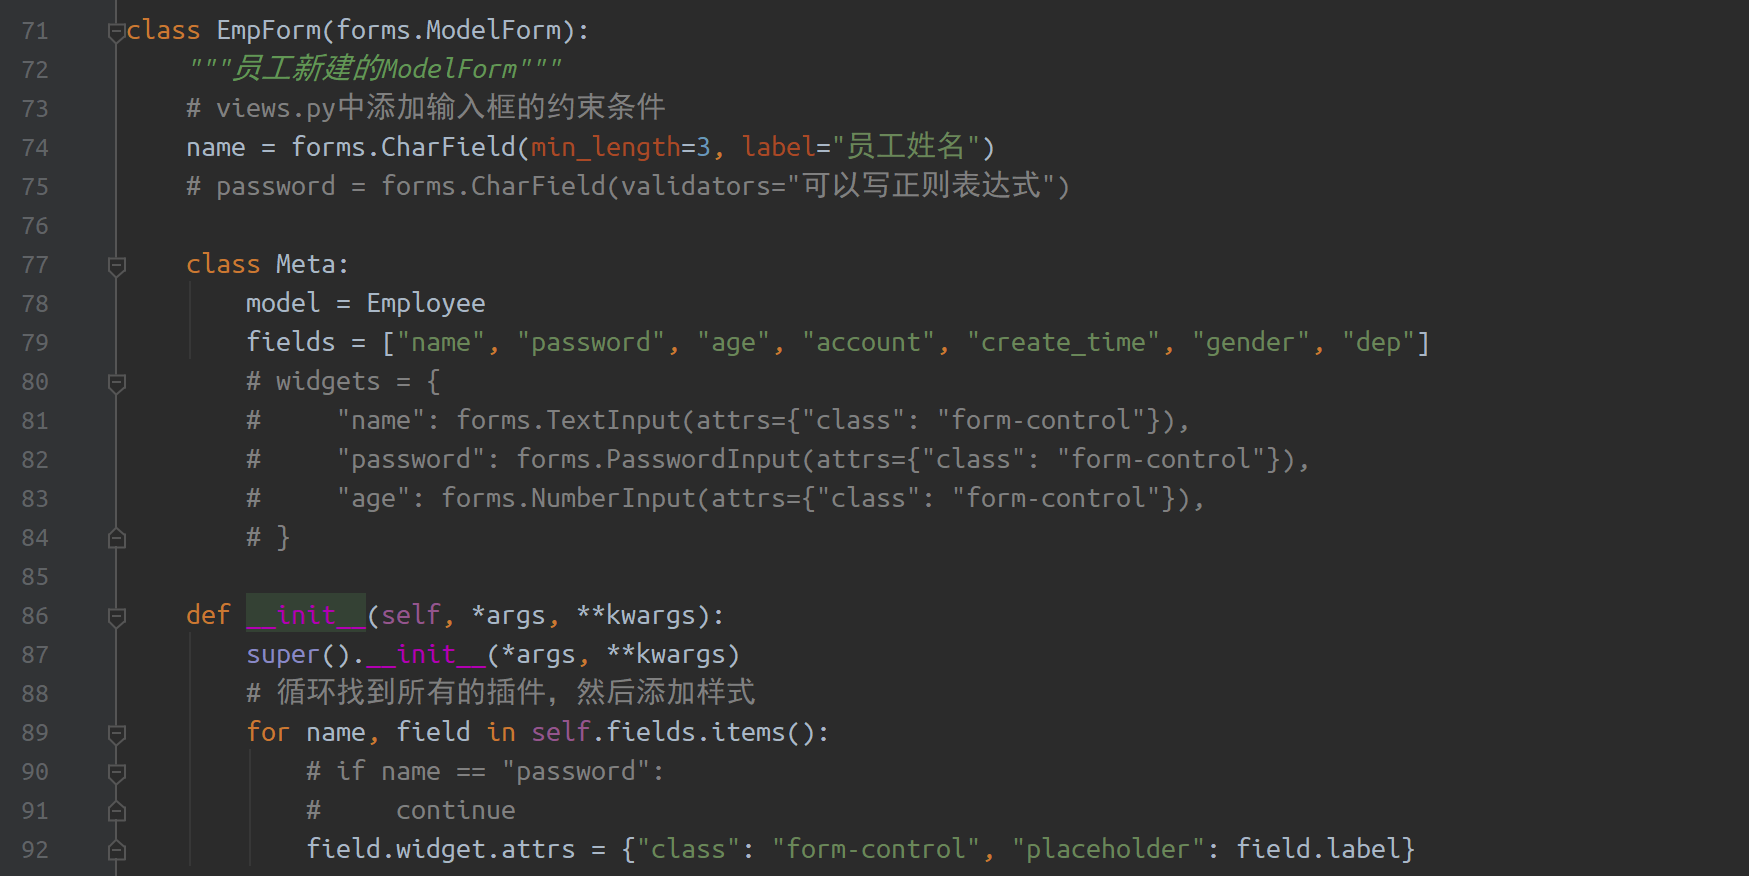 71 class EmpForm(forms.ModelForm):
72     """员工新建的ModelForm"""
73     # views.py中添加输入框的约束条件
74     name = forms.CharField(min_length=3, label="员工姓名")
75     # password = forms.CharField(validators="可以写正则表达式")
76
77     class Meta:
78         model = Employee
79         fields = ["name", "password", "age", "account", "create_time", "gender", "dep"]
80         # widgets = {
81         #     "name": forms.TextInput(attrs={"class": "form-control"}),
82         #     "password": forms.PasswordInput(attrs={"class": "form-control"}),
83         #     "age": forms.NumberInput(attrs={"class": "form-control"}),
84         # }
85
86     def __init__(self, *args, **kwargs):
87         super().__init__(*args, **kwargs)
88         # 循环找到所有的插件，然后添加样式
89         for name, field in self.fields.items():
90             # if name == "password":
91             #     continue
92             field.widget.attrs = {"class": "form-control", "placeholder": field.label}